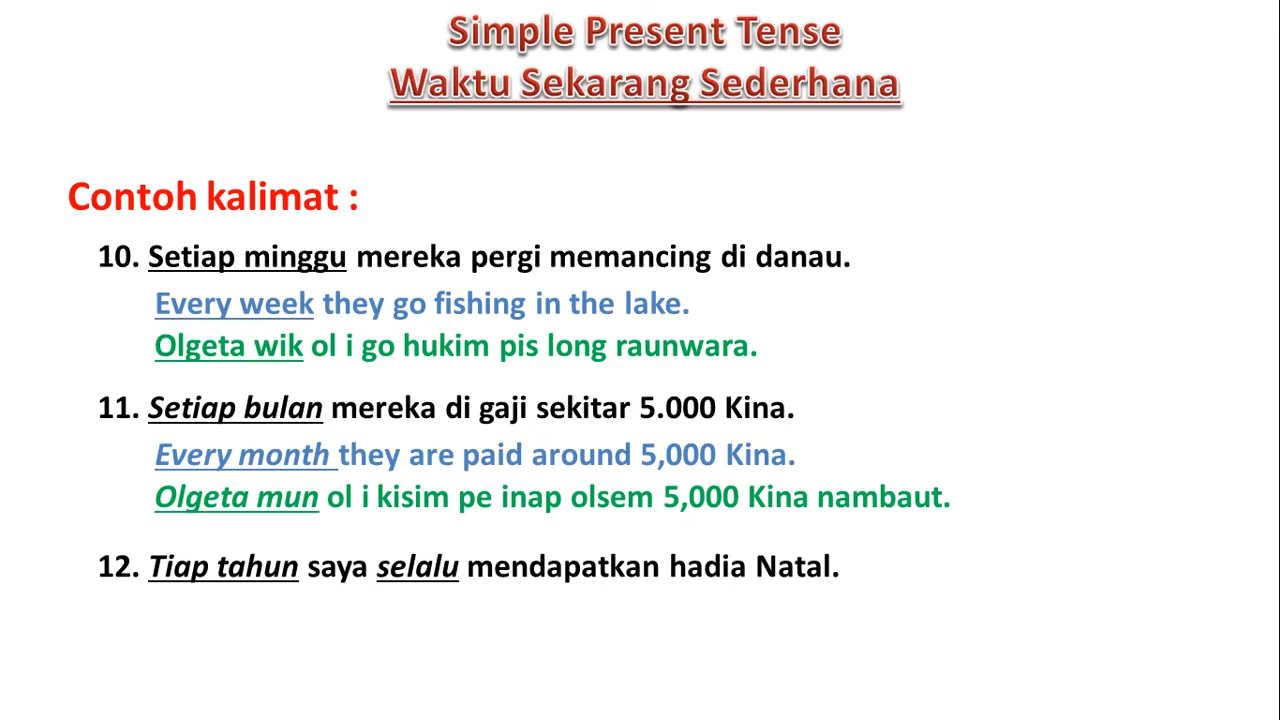 Simple Present Tense
Waktu Sekarang Sederhana
Contoh kalimat :
10. Setiap minggu mereka pergi memancing di danau.
Every week they go fishing in the lake.
Olgeta wik ol i go hukim pis long raunwara.
11. Setiap bulan mereka di gaji sekitar 5.000 Kina.
Every month they are paid around 5,000 Kina.
Olgeta mun ol i kisim pe inap olsem 5,000 Kina nambaut.
12. Tiap tahun saya selalu mendapatkan hadia Natal.